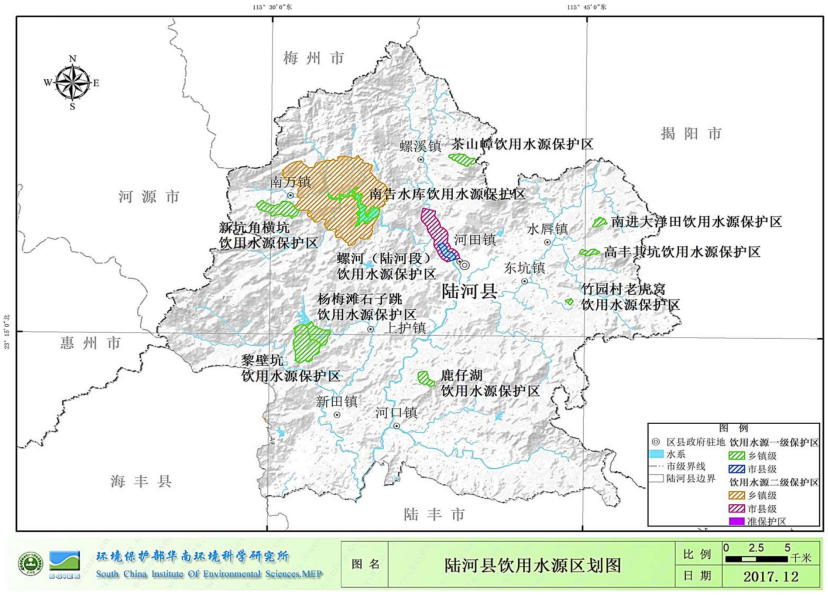 115°30′0″东
115°45′0″东
梅州市
N
W
E
S
揭阳市
螺溪镇
茶山嶂饮用水源保护区
河源市
南万镇
南告水库饮用水源保护区
新坑角横坑
饮用水源保护区
河田镇
水唇镇
南进大洋田饮用水源保护区
高丰顶坑饮用水源保护区
螺河（陆河段）
饮用水源保护区
东坑镇
陆河县
竹园村老虎窝
饮用水源保护区
杨梅滩石子跳
饮用水源保护区
上护镇
23°15′0″北
惠州市
黎壁坑
饮用水源保护区
鹿仔湖
饮用水源保护区
新田镇
河口镇
海丰县
陆丰市
图 例
区县政府驻地
水系
市级界线
陆河县边界
饮用水源一级保护区
乡镇级
市县级
饮用水源二级保护区
乡镇级
市县级
准保护区
环境保护部华南环境科学研究所
South China Institute Of Environmental Sciences.MEP
SCIES
图 名
陆河县饮用水源区划图
比 例
0 2.5 5
千米
日 期
2017.12